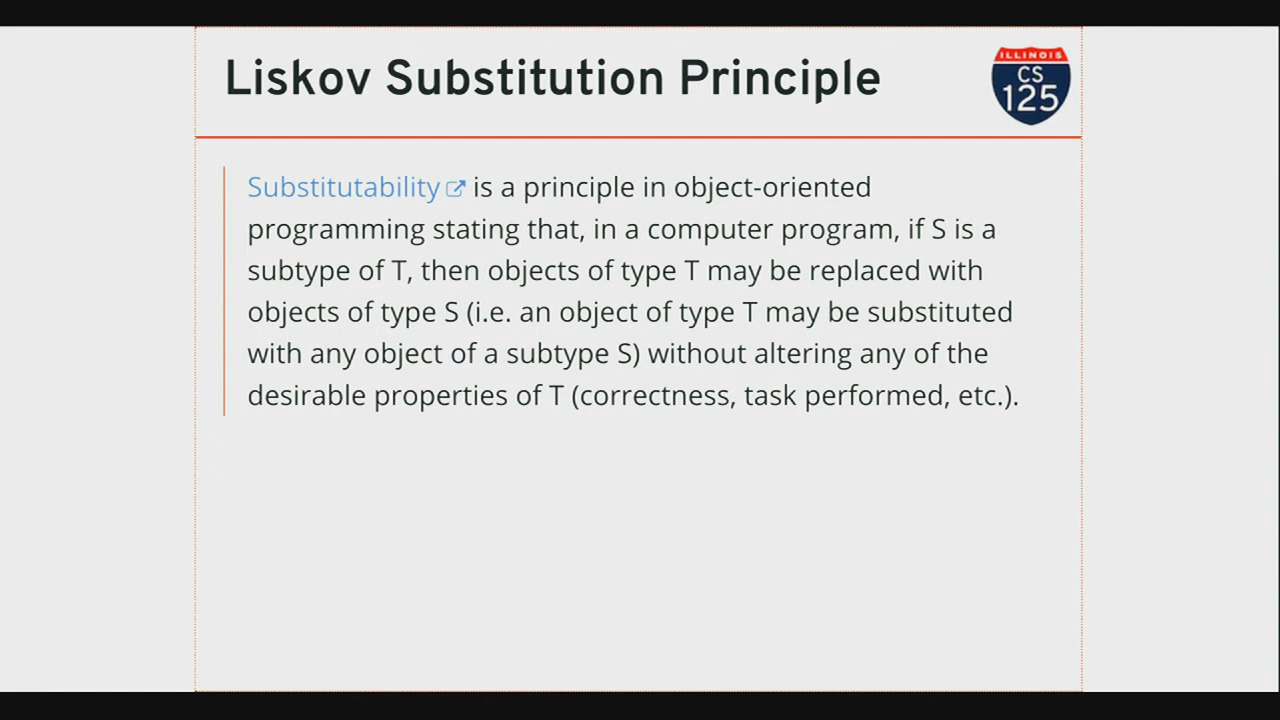 Liskov Substitution Principle
ILLINOIS
CS
125
Substitutability is a principle in object-oriented
programming stating that, in a computer program, if S is a
subtype of T, then objects of type T may be replaced with
objects of type S (i.e. an object of type T may be substituted
with any object of a subtype S) without altering any of the
desirable properties of T (correctness, task performed, etc.).